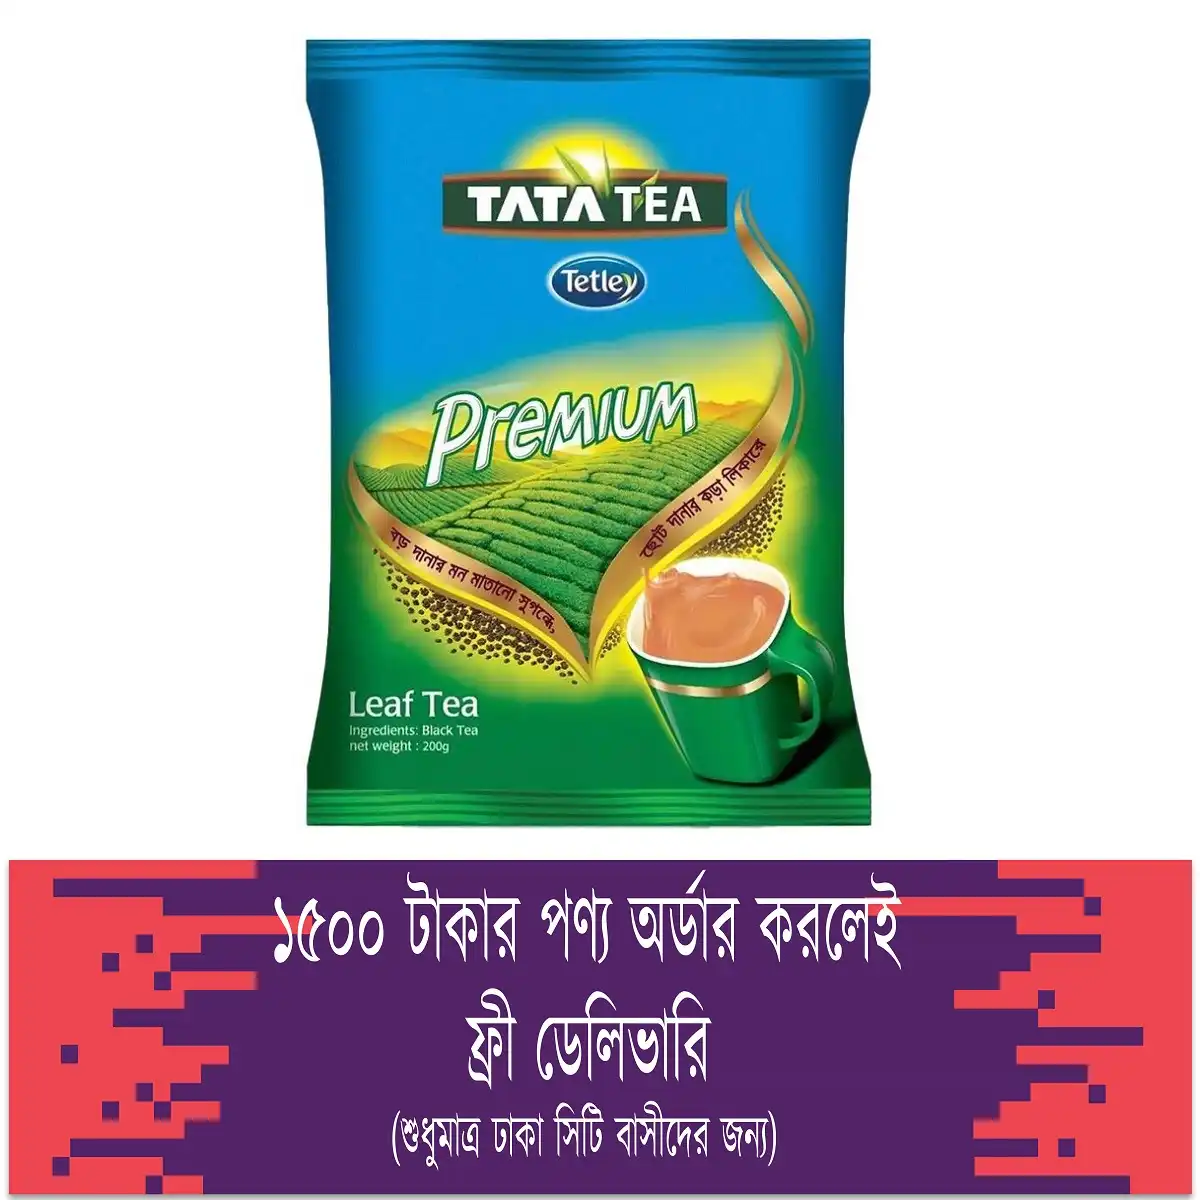 TATA TEA
Tetley
Premium
বড় দানার মন মাতানো সুগন্ধে,
ছোট দানার কড়া লিকারে
Leaf Tea
Ingredients: Black Tea
net weight : 200g
১৫০০ টাকার পণ্য অর্ডার করলেই
ফ্রী ডেলিভারি
(শুধুমাত্র ঢাকা সিটি বাসীদের জন্য)